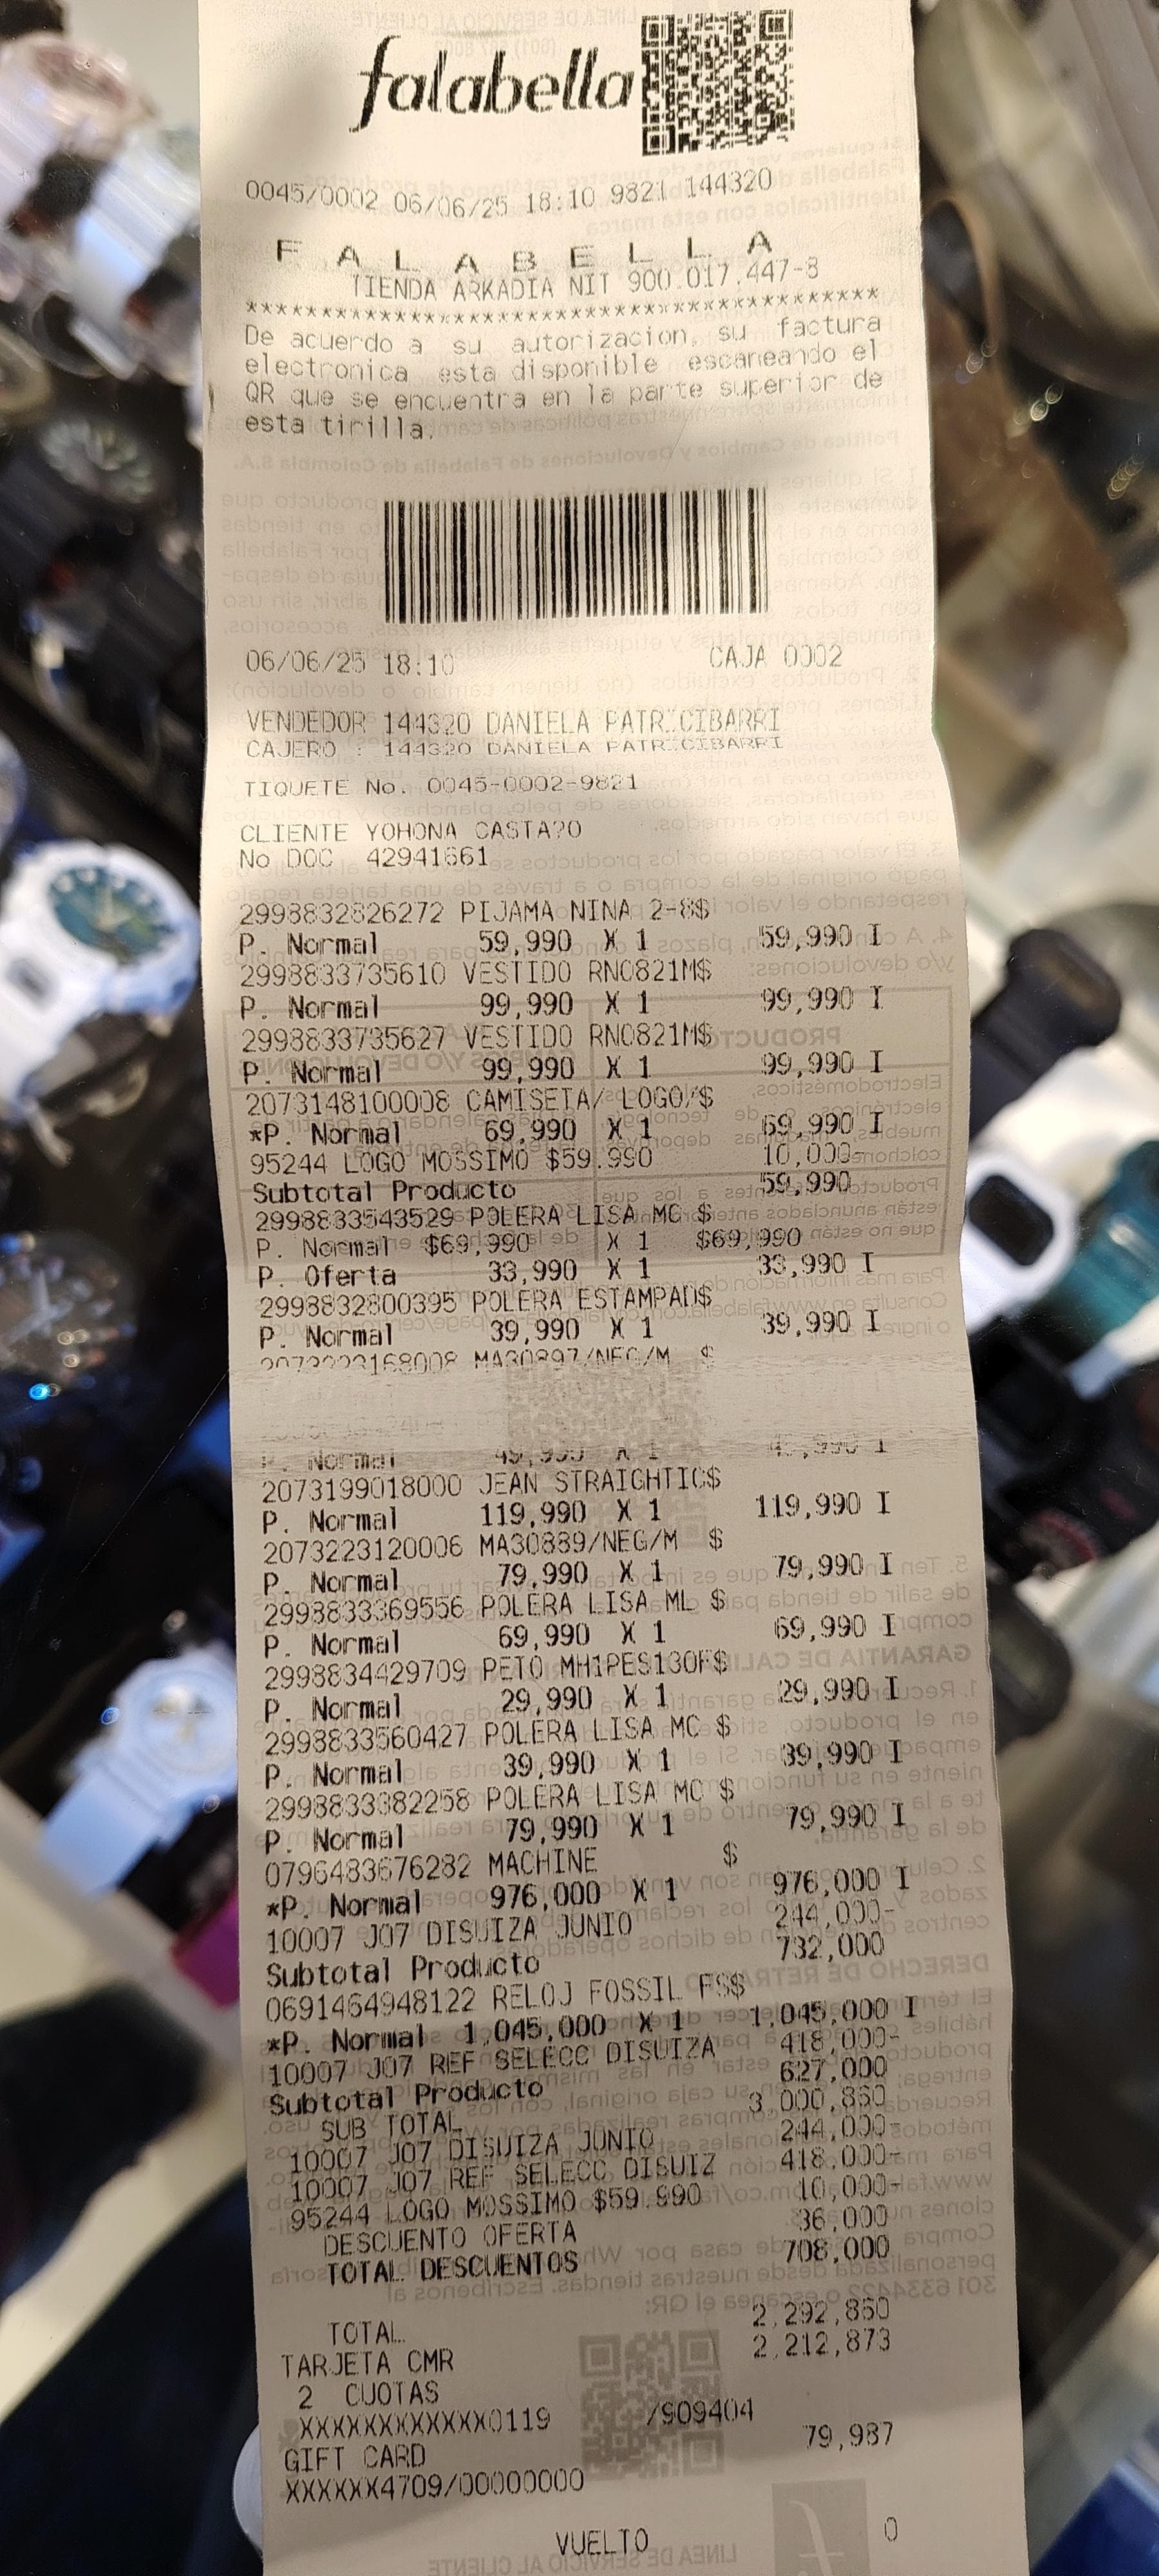 falabella
0045/0002 06/06/25 18:10 9821 144320
F A L A B E L L A
TIENDA ARKADIA NIT 900.017.447-8
****************************************
De acuerdo a su autorizacion, su factura
electronica esta disponible escaneando el
QR que se encuentra en la parte superior de
esta tirilla.
06/06/25 18:10 CAJA 0002
VENDEDOR 144320 DANIELA PATRICIBARRI
CAJERO : 144320 DANIELA PATRICIBARRI
TIQUETE No. 0045-0002-9821
CLIENTE YOHONA CASTA?O
No DOC 42941661
2998832826272 PIJAMA NINA 2-8$
P. Normal 59,990 X 1 59,990 I
2998833735610 VESTIDO RN0821M$
P. Normal 99,990 X 1 99,990 I
2998833735627 VESTIDO RN0821M$
P. Normal 99,990 X 1 99,990 I
2073148100008 CAMISETA/ LOGO/$
*P. Normal 69,990 X 1 69,990 I
95244 LOGO MOSSIMO $59.990 10,000-
Subtotal Producto 59,990
2998833543529 POLERA LISA MC $
P. Normal $69,990 X 1 $69,990
P. Oferta 33,990 X 1 33,990 I
2998832800395 POLERA ESTAMPAD$
P. Normal 39,990 X 1 39,990 I
2073223168008 MA30897/NEG/M $
P. Normal X 1 I
2073199018000 JEAN STRAIGHTIC$
P. Normal 119,990 X 1 119,990 I
2073223120006 MA30889/NEG/M $
P. Normal 79,990 X 1 79,990 I
2998833369556 POLERA LISA ML $
P. Normal 69,990 X 1 69,990 I
2998834429709 PETO MH1PES130F$
P. Normal 29,990 X 1 29,990 I
2998833560427 POLERA LISA MC $
P. Normal 39,990 X 1 39,990 I
2998833382258 POLERA LISA MC $
P. Normal 79,990 X 1 79,990 I
0796483676282 MACHINE $
*P. Normal 976,000 X 1 976,000 I
10007 J07 DISUIZA JUNIO 244,000-
Subtotal Producto 732,000
0691464948122 RELOJ FOSSIL FS$
*P. Normal 1,045,000 X 1 1,045,000 I
10007 J07 REF SELECC DISUIZA 418,000-
Subtotal Producto 627,000
SUB TOTAL 3,000,860
10007 J07 DISUIZA JUNIO 244,000-
10007 J07 REF SELECC DISUIZ 418,000-
95244 LOGO MOSSIMO $59.990 10,000-
DESCUENTO OFERTA 36,000
TOTAL DESCUENTOS 708,000
TOTAL 2,292,860
TARJETA CMR 2,212,873
2 CUOTAS
XXXXXXXXXXXX0119 /909404
GIFT CARD 79,987
XXXXXX4709/00000000
VUELTO 0